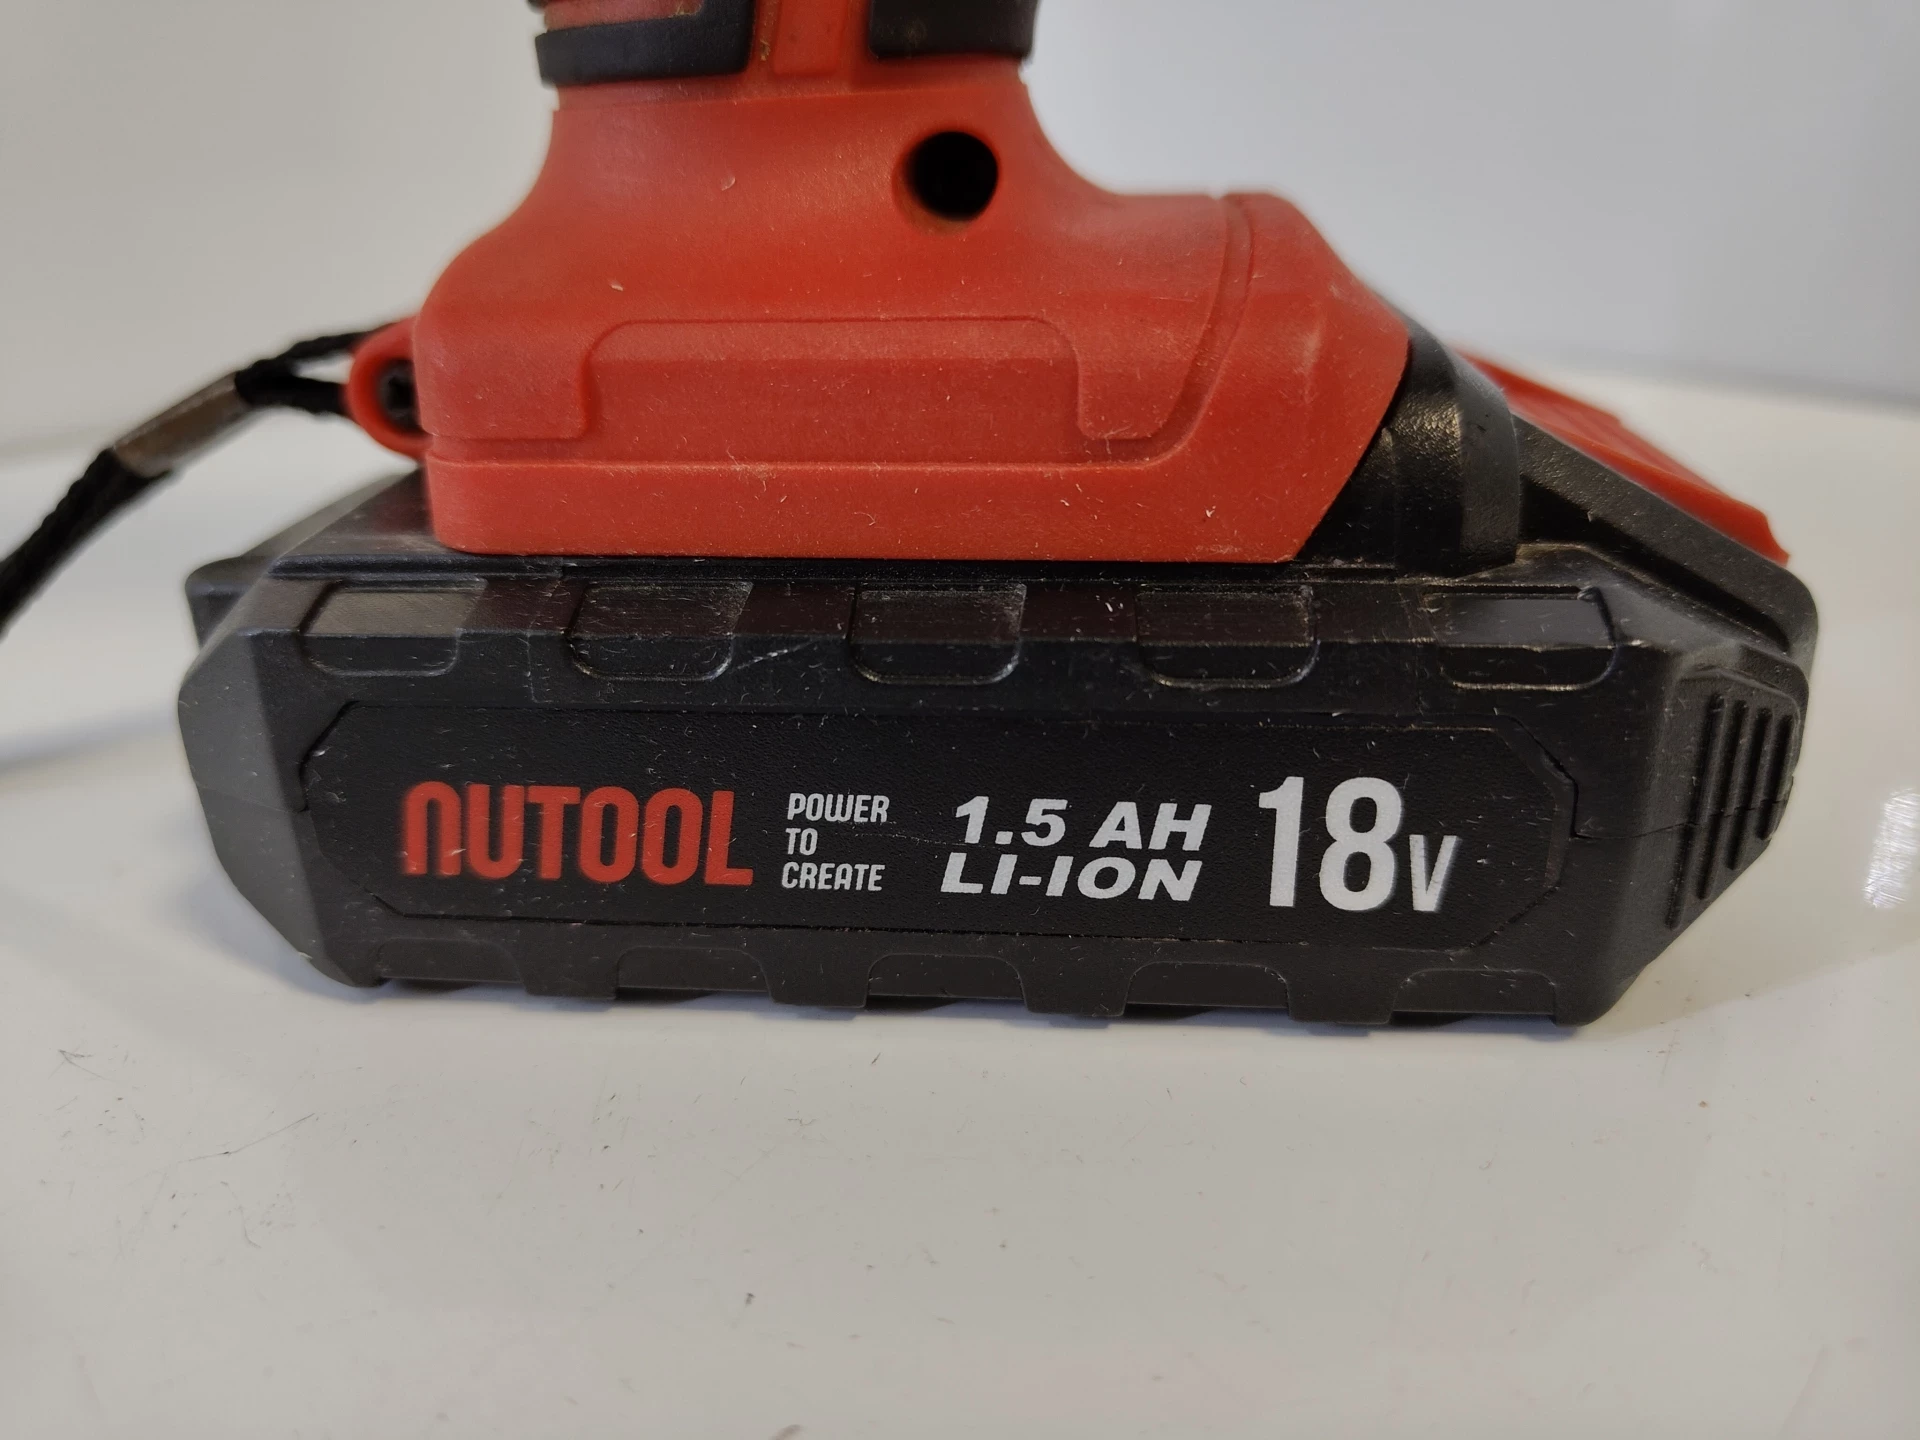 NUTOOL
POWER
TO
CREATE
1.5 AH
LI-ION
18V